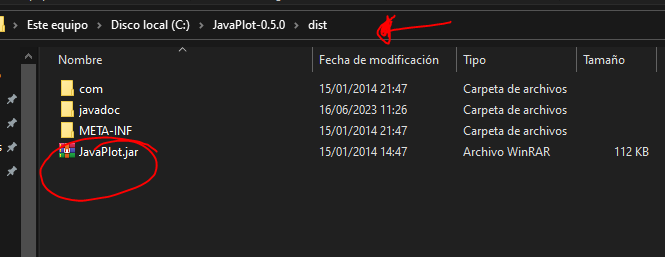 Este equipo > Disco local (C:) > JavaPlot-0.5.0 > dist
Nombre Fecha de modificación Tipo Tamaño
com 15/01/2014 21:47 Carpeta de archivos
javadoc 16/06/2023 11:26 Carpeta de archivos
META-INF 15/01/2014 21:47 Carpeta de archivos
JavaPlot.jar 15/01/2014 14:47 Archivo WinRAR 112 KB